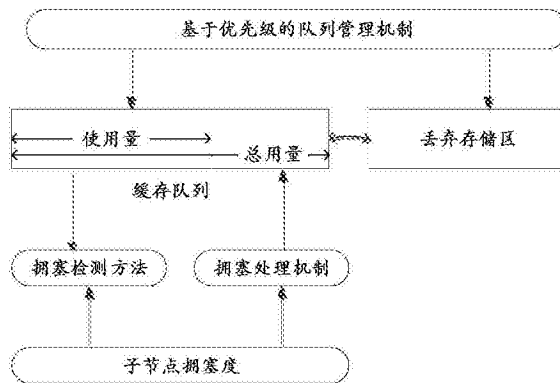 基于优先级的队列管理机制
使用量
总用量
丢弃存储区
缓存队列
拥塞检测方法
拥塞处理机制
子节点拥塞度